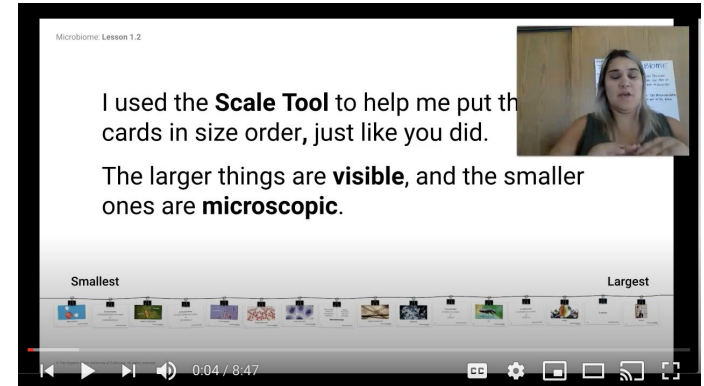 Microbiome: Lesson 1.2
I used the Scale Tool to help me put th
cards in size order, just like you did.
The larger things are visible, and the smaller
ones are microscopic.
Smallest
Largest
0:04 / 8:47
CC